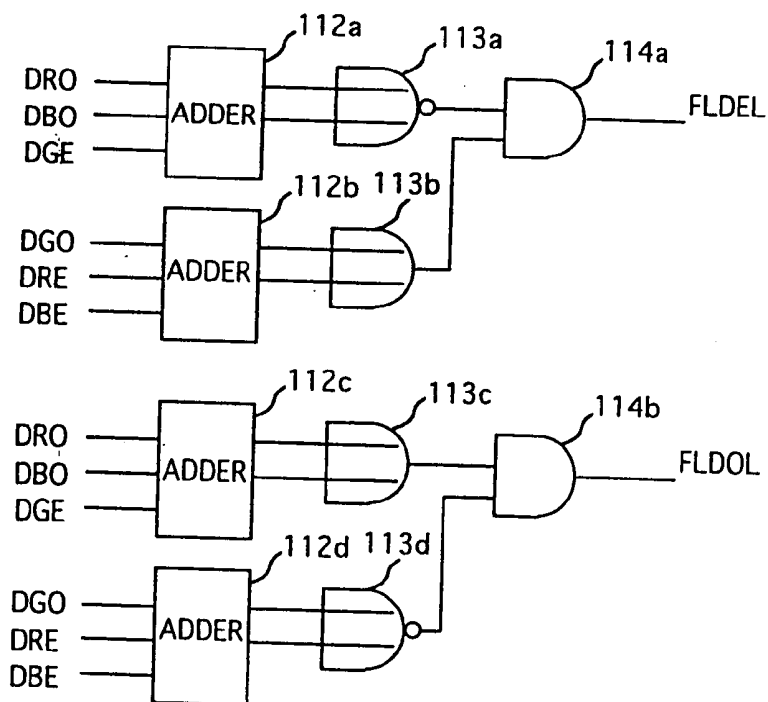 112a
113a
114a
DRO
DBO
DGE
ADDER
FLDEL
112b
113b
DGO
DRE
DBE
ADDER
112c
113c
114b
DRO
DBO
DGE
ADDER
FLDOL
112d
113d
DGO
DRE
DBE
ADDER